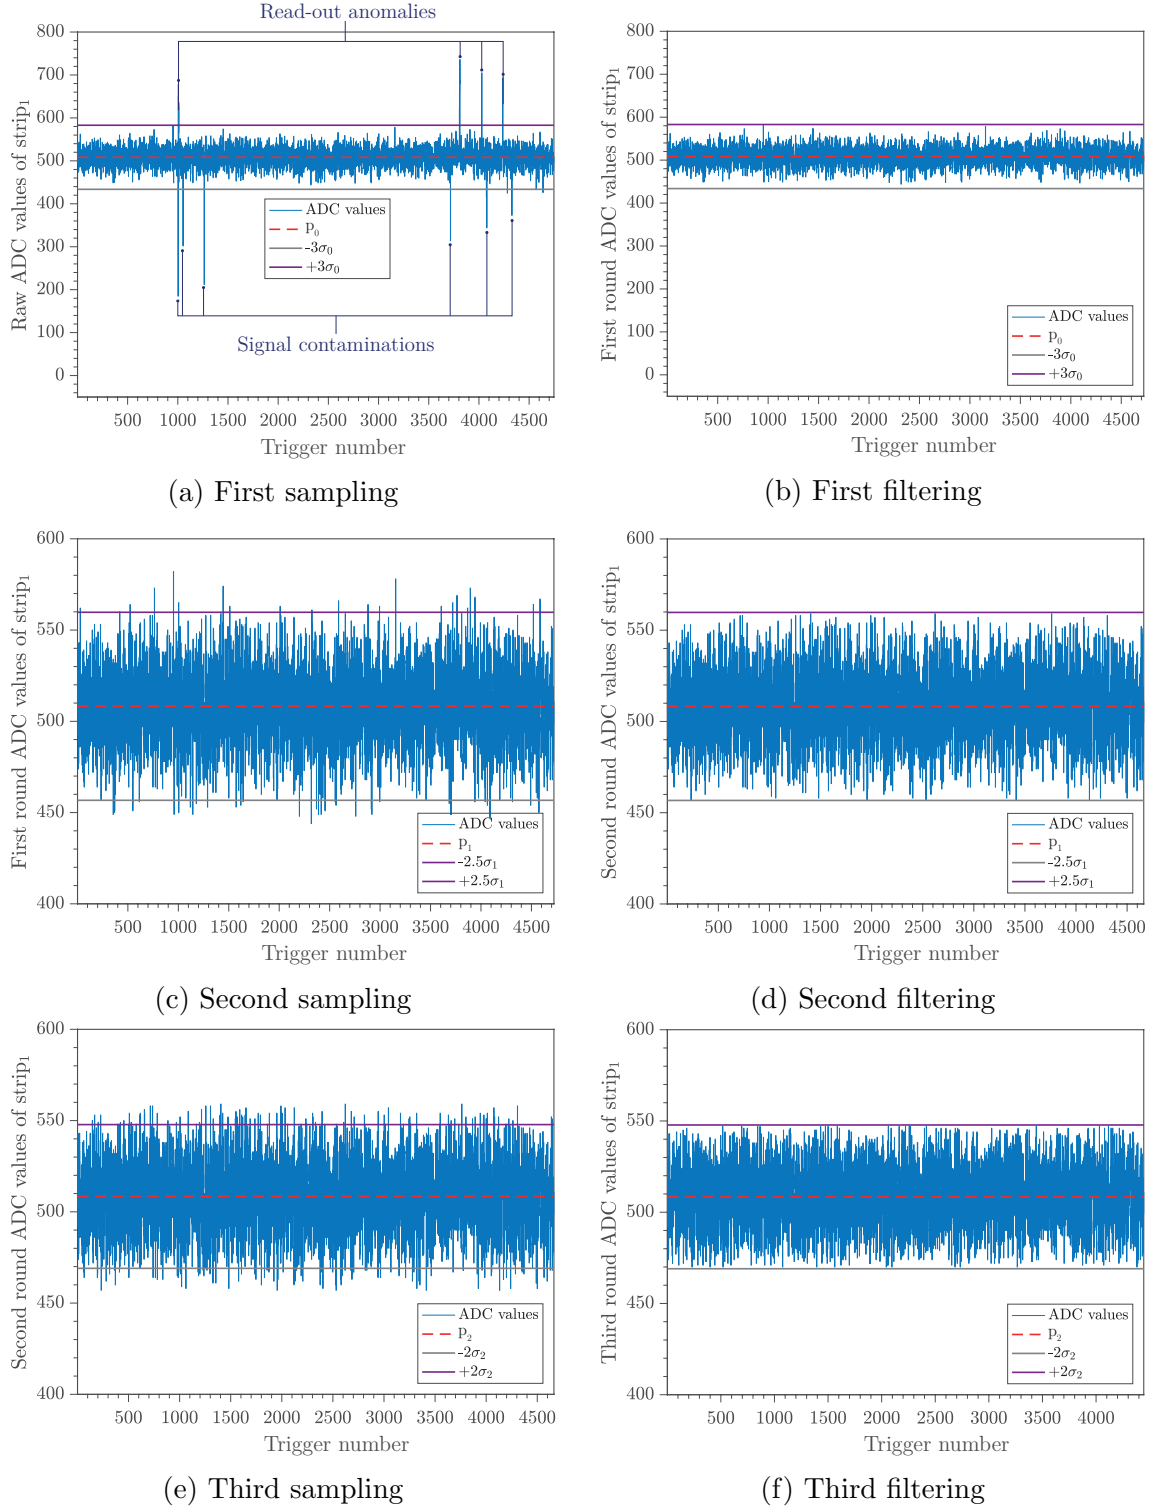 Read-out anomalies
800
700
600
500
400
300
200
100
0
Raw ADC values of strip₁
ADC values
p₀
-3σ₀
+3σ₀
Signal contaminations
500 1000 1500 2000 2500 3000 3500 4000 4500
Trigger number
(a) First sampling
800
700
600
500
400
300
200
100
0
First round ADC values of strip₁
ADC values
p₀
-3σ₀
+3σ₀
500 1000 1500 2000 2500 3000 3500 4000 4500
Trigger number
(b) First filtering
600
550
500
450
400
First round ADC values of strip₁
ADC values
p₁
-2.5σ₁
+2.5σ₁
500 1000 1500 2000 2500 3000 3500 4000 4500
Trigger number
(c) Second sampling
600
550
500
450
400
Second round ADC values of strip₁
ADC values
p₁
-2.5σ₁
+2.5σ₁
500 1000 1500 2000 2500 3000 3500 4000 4500
Trigger number
(d) Second filtering
600
550
500
450
400
Second round ADC values of strip₁
ADC values
p₂
-2σ₂
+2σ₂
500 1000 1500 2000 2500 3000 3500 4000 4500
Trigger number
(e) Third sampling
600
550
500
450
400
Third round ADC values of strip₁
ADC values
p₂
-2σ₂
+2σ₂
500 1000 1500 2000 2500 3000 3500 4000
Trigger number
(f) Third filtering